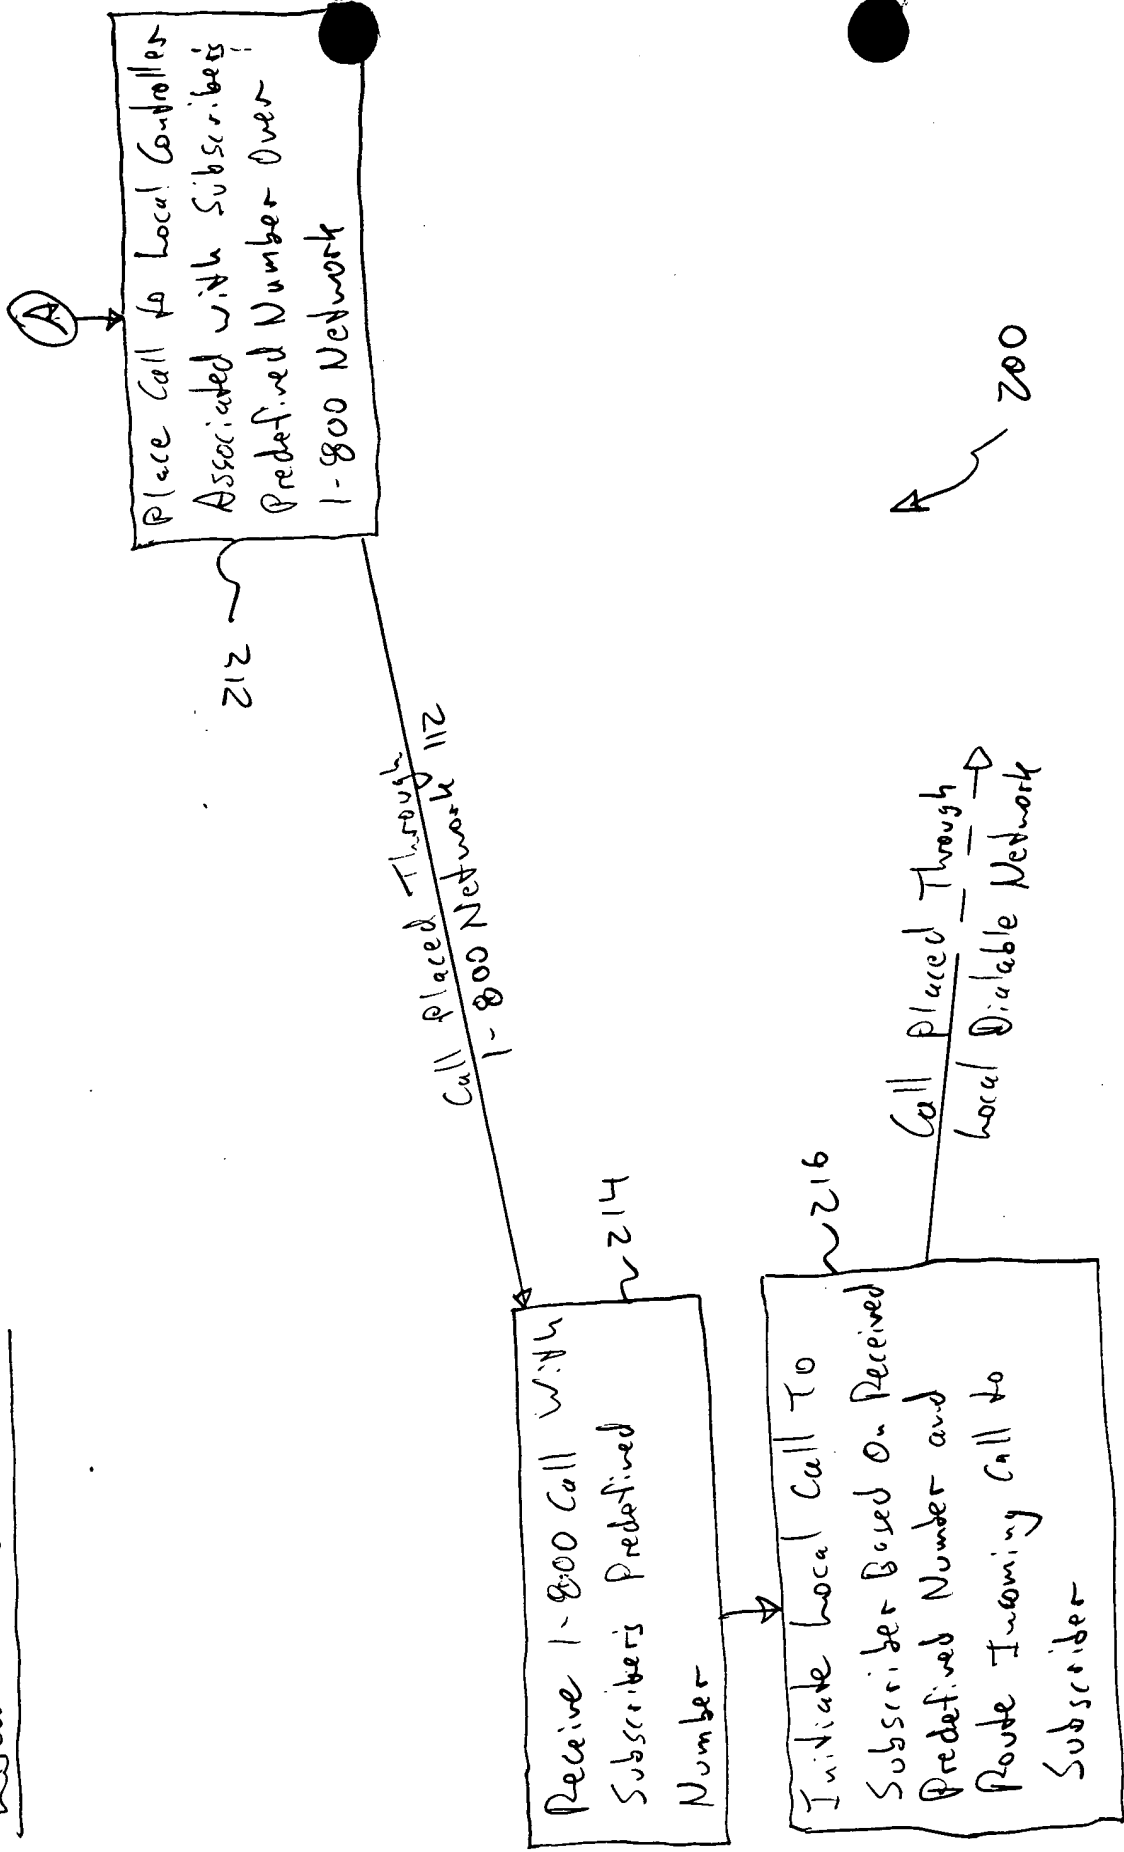 A
Place Call to Local Controller
Associated with Subscribers
Predefined Number Over
1-800 Network
212
Call Placed Through
1-800 Network 112
Receive 1-800 Call With
Subscribers Predefined
Number
214
Initiate Local Call To
Subscriber Based On Received
Predefined Number and
Route Incoming Call to
Subscriber
216
Call Placed Through
Local Dialable Network
200